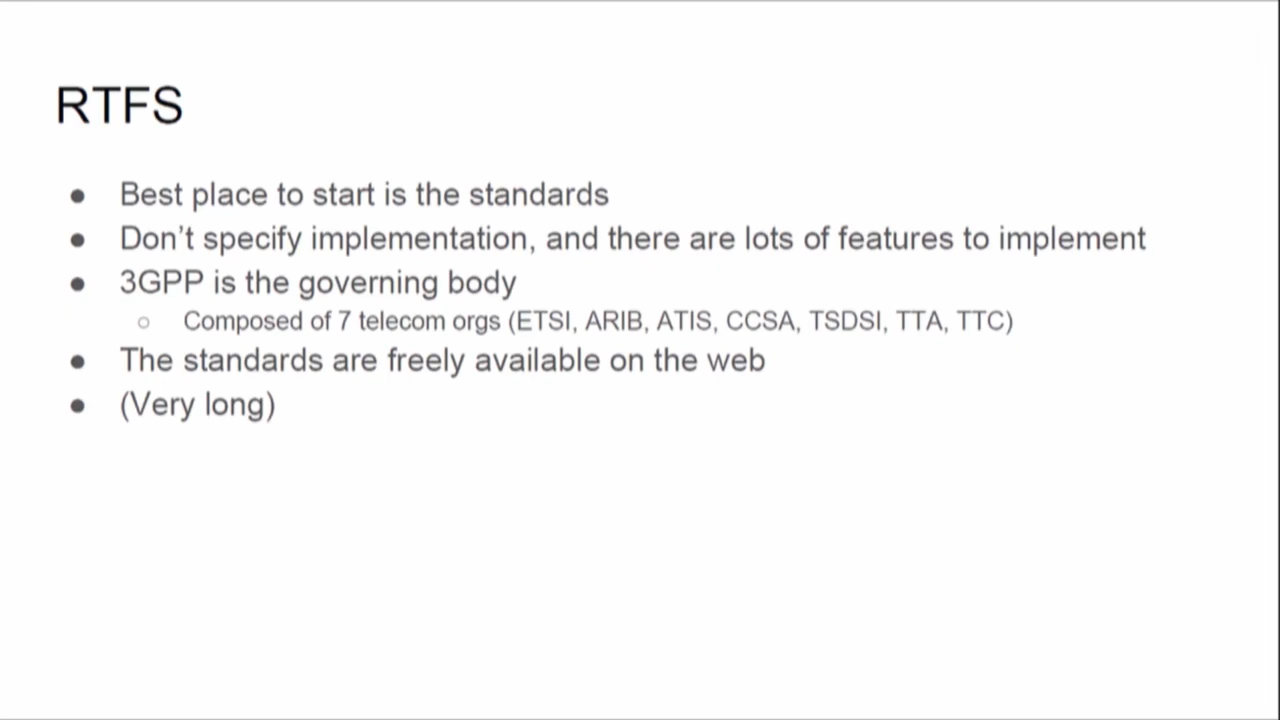 RTFS
● Best place to start is the standards
● Don’t specify implementation, and there are lots of features to implement
● 3GPP is the governing body
○ Composed of 7 telecom orgs (ETSI, ARIB, ATIS, CCSA, TSDSI, TTA, TTC)
● The standards are freely available on the web
● (Very long)